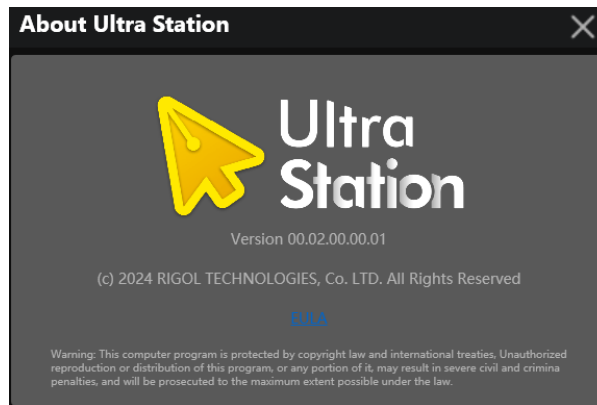 About Ultra Station
Ultra
Station
Version 00.02.00.00.01
(c) 2024 RIGOL TECHNOLOGIES, Co. LTD. All Rights Reserved
EULA
Warning: This computer program is protected by copyright law and international treaties, Unauthorized
reproduction or distribution of this program, or any portion of it, may result in severe civil and crimina
penalties, and will be prosecuted to the maximum extent possible under the law.